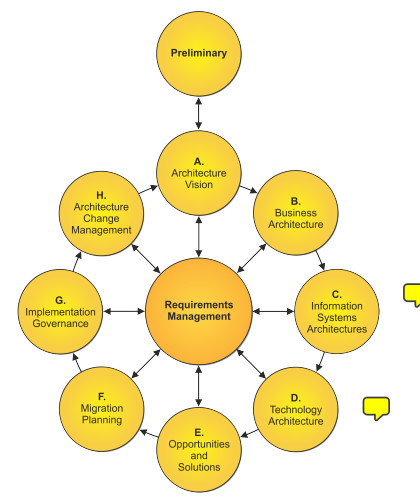 Preliminary
A.
Architecture
Vision
B.
Business
Architecture
C.
Information
Systems
Architectures
D.
Technology
Architecture
E.
Opportunities
and
Solutions
F.
Migration
Planning
G.
Implementation
Governance
H.
Architecture
Change
Management
Requirements
Management